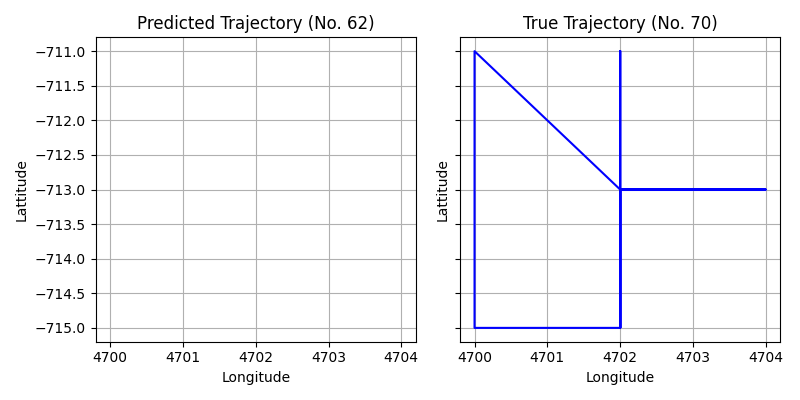 Predicted Trajectory (No. 62)
True Trajectory (No. 70)
Lattitude
−711.0
−711.5
−712.0
−712.5
−713.0
−713.5
−714.0
−714.5
−715.0
4700 4701 4702 4703 4704
Longitude
Lattitude
4700 4701 4702 4703 4704
Longitude